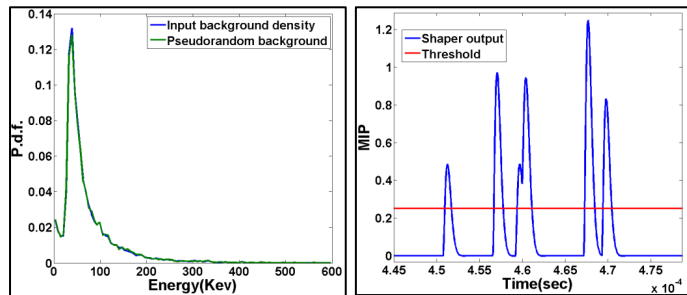 0.14
0.12
0.1
0.08
0.06
0.04
0.02
0
P.d.f.
Input background density
Pseudorandom background
0 100 200 300 400 500 600
Energy(Kev)
1.2
1
0.8
0.6
0.4
0.2
0
MIP
Shaper output
Threshold
4.45 4.5 4.55 4.6 4.65 4.7 4.75
Time(sec)
x 10⁻⁴